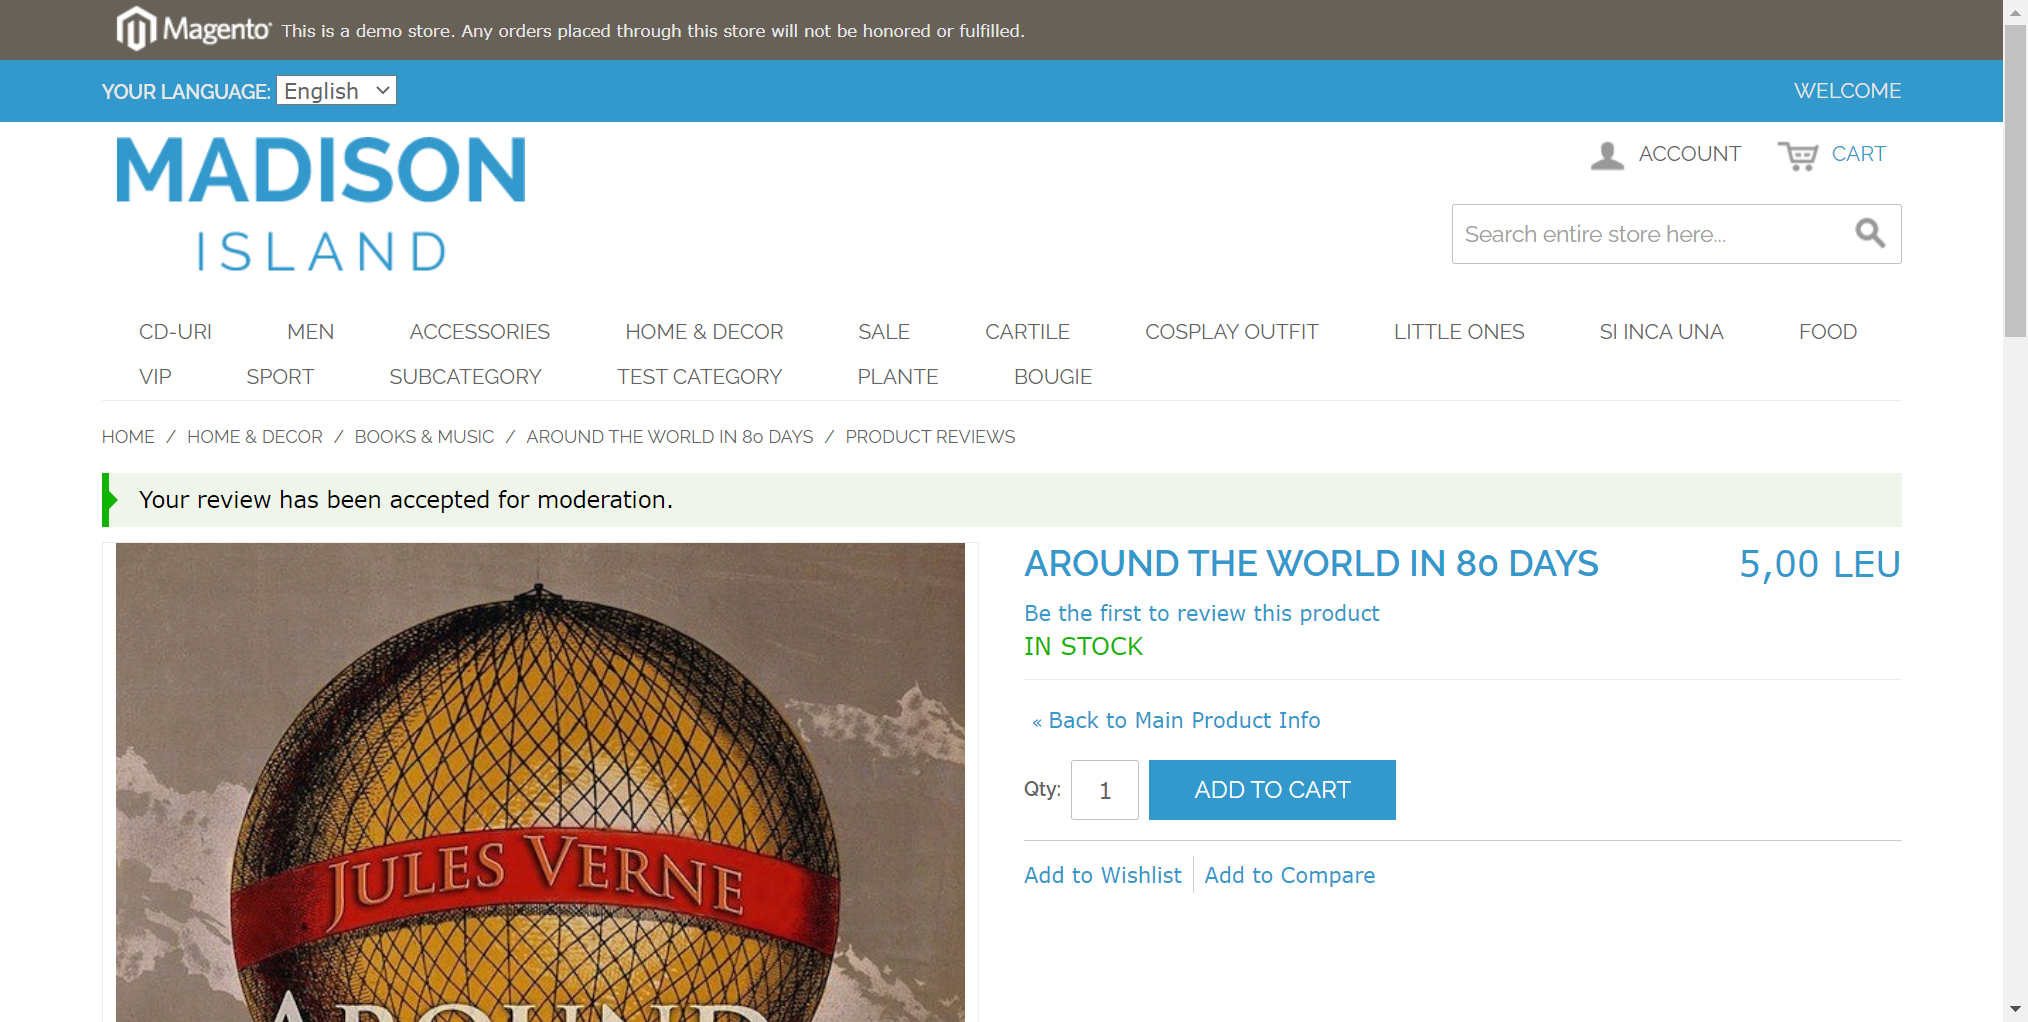 Magento This is a demo store. Any orders placed through this store will not be honored or fulfilled.
YOUR LANGUAGE: English WELCOME
MADISON
ISLAND
ACCOUNT CART
Search entire store here...
CD-URI MEN ACCESSORIES HOME & DECOR SALE CARTILE COSPLAY OUTFIT LITTLE ONES SI INCA UNA FOOD
VIP SPORT SUBCATEGORY TEST CATEGORY PLANTE BOUGIE
HOME / HOME & DECOR / BOOKS & MUSIC / AROUND THE WORLD IN 80 DAYS / PRODUCT REVIEWS
Your review has been accepted for moderation.
AROUND THE WORLD IN 80 DAYS 5,00 LEU
Be the first to review this product
IN STOCK
« Back to Main Product Info
Qty: 1 ADD TO CART
Add to Wishlist Add to Compare
JULES VERNE
AROUND